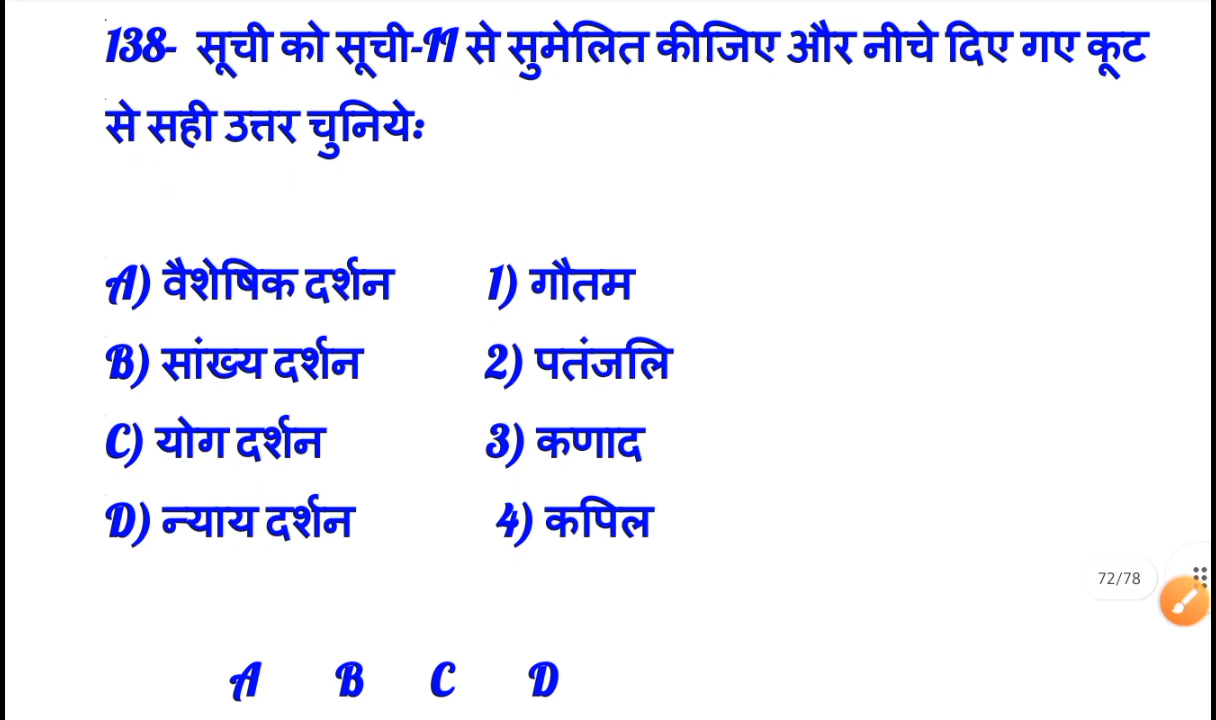 138- सूची को सूची-II से सुमेलित कीजिए और नीचे दिए गए कूट
से सही उत्तर चुनिये:
A) वैशेषिक दर्शन 1) गौतम
B) सांख्य दर्शन 2) पतंजलि
C) योग दर्शन 3) कणाद
D) न्याय दर्शन 4) कपिल
72/78
A B C D